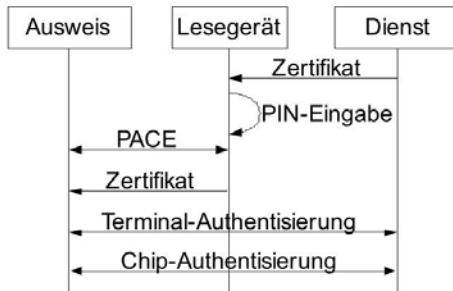 Ausweis Lesegerät Dienst
Zertifikat
PIN-Eingabe
PACE
Zertifikat
Terminal-Authentisierung
Chip-Authentisierung